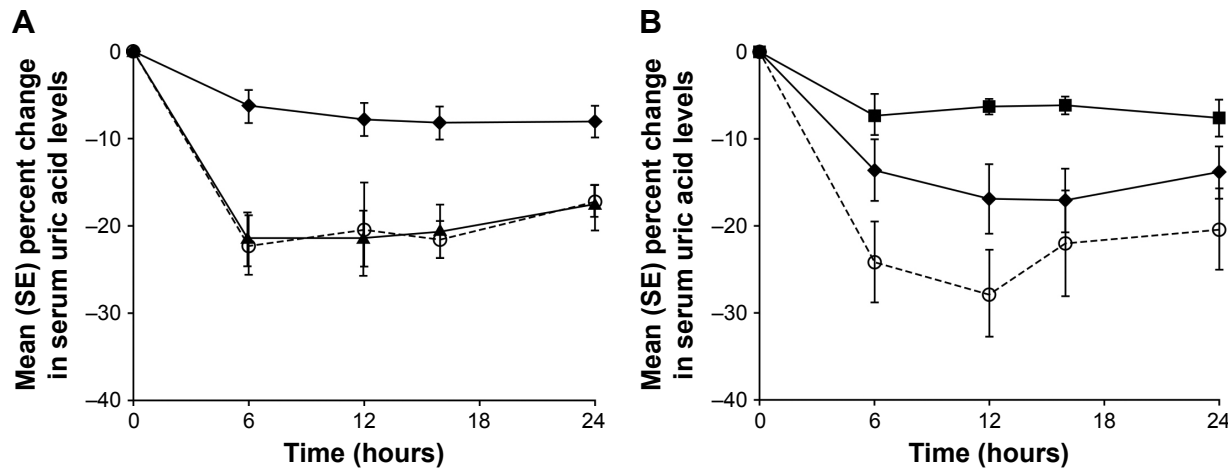 A
Mean (SE) percent change
in serum uric acid levels
0
–10
–20
–30
–40
0
6
12
18
24
Time (hours)
B
Mean (SE) percent change
in serum uric acid levels
0
–10
–20
–30
–40
0
6
12
18
24
Time (hours)